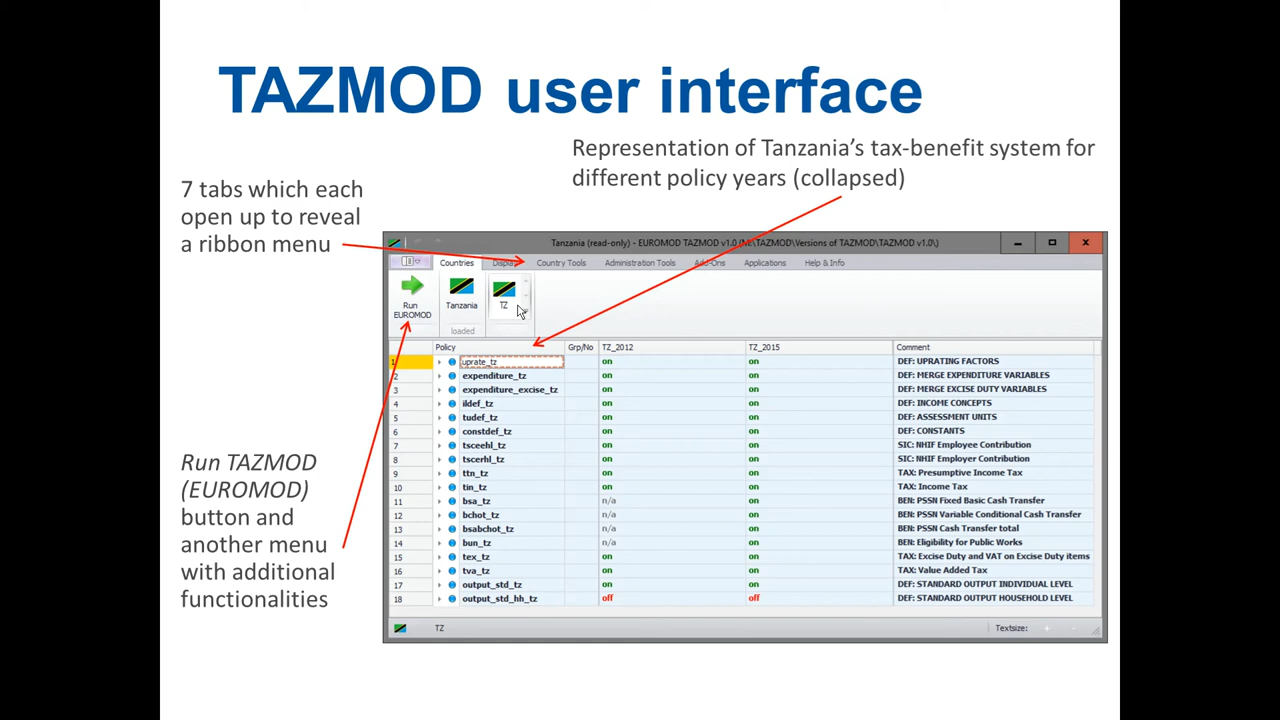 TAZMOD user interface
Representation of Tanzania's tax-benefit system for
different policy years (collapsed)
7 tabs which each
open up to reveal
a ribbon menu
Run TAZMOD
(EUROMOD)
button and
another menu
with additional
functionalities
Tanzania (read-only) - EUROMOD TAZMOD v1.0 (N:\TAZMOD\Versions of TAZMOD\TAZMOD v1.0\)
Countries Display Country Tools Administration Tools Add-Ons Applications Help & Info
Run
EUROMOD
Tanzania
TZ
loaded
Policy Grp/No TZ_2012 TZ_2015 Comment
1 uprate_tz on on DEF: UPRATING FACTORS
2 expenditure_tz on on DEF: MERGE EXPENDITURE VARIABLES
3 expenditure_excise_tz on on DEF: MERGE EXCISE DUTY VARIABLES
4 ildef_tz on on DEF: INCOME CONCEPTS
5 tudef_tz on on DEF: ASSESSMENT UNITS
6 constdef_tz on on DEF: CONSTANTS
7 tsceehl_tz on on SIC: NHIF Employee Contribution
8 tscerhl_tz on on SIC: NHIF Employer Contribution
9 ttn_tz on on TAX: Presumptive Income Tax
10 tin_tz on on TAX: Income Tax
11 bsa_tz n/a on BEN: PSSN Fixed Basic Cash Transfer
12 bchot_tz n/a on BEN: PSSN Variable Conditional Cash Transfer
13 bsabchot_tz n/a on BEN: PSSN Cash Transfer total
14 bun_tz n/a on BEN: Eligibility for Public Works
15 tex_tz on on TAX: Excise Duty and VAT on Excise Duty items
16 tva_tz on on TAX: Value Added Tax
17 output_std_tz on on DEF: STANDARD OUTPUT INDIVIDUAL LEVEL
18 output_std_hh_tz off off DEF: STANDARD OUTPUT HOUSEHOLD LEVEL
TZ Textsize: + -